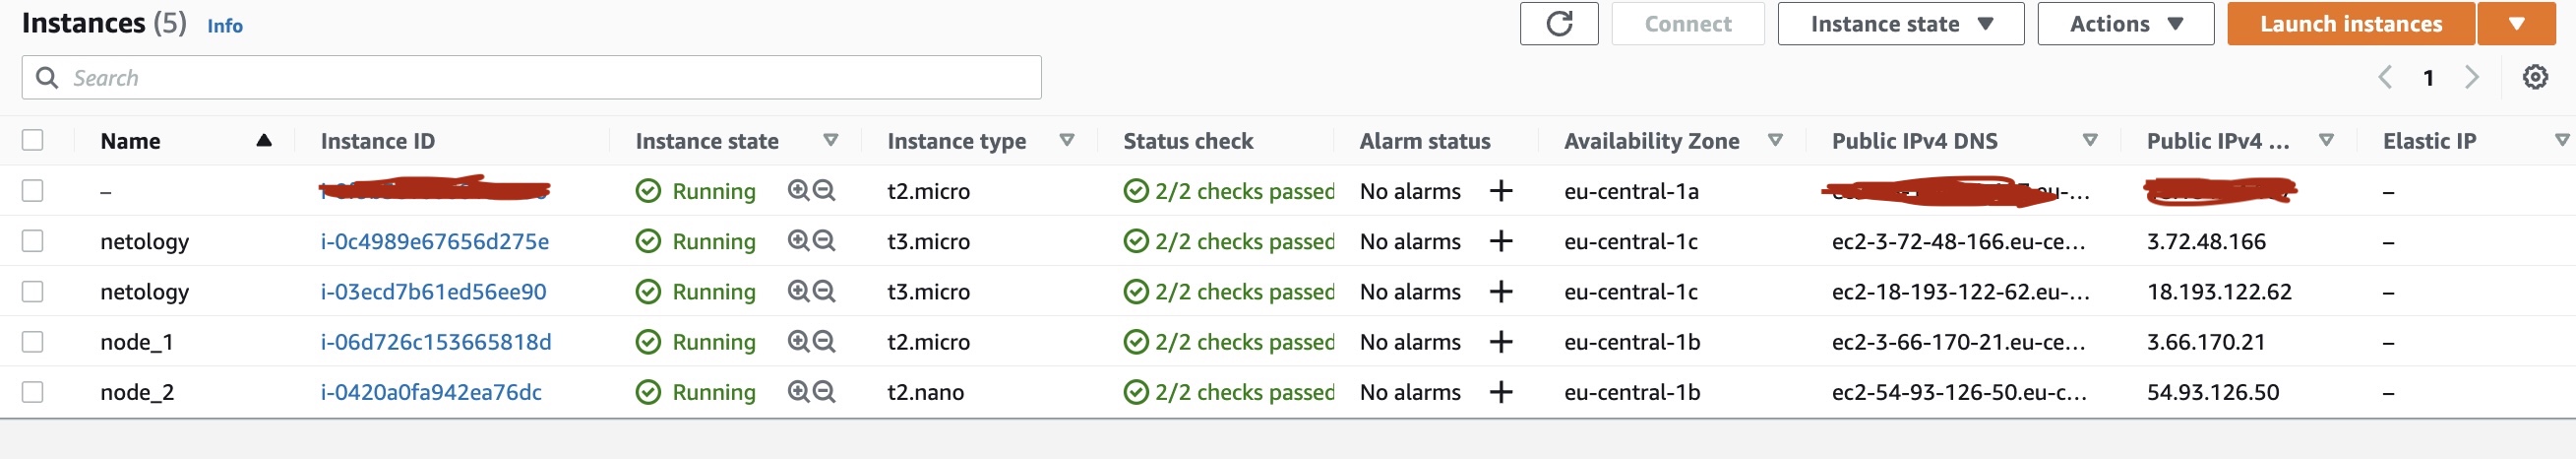 Instances (5) Info Connect Instance state Actions Launch instances
Search 1
Name Instance ID Instance state Instance type Status check Alarm status Availability Zone Public IPv4 DNS Public IPv4 ... Elastic IP
– Running t2.micro 2/2 checks passed No alarms + eu-central-1a eu-... –
netology i-0c4989e67656d275e Running t3.micro 2/2 checks passed No alarms + eu-central-1c ec2-3-72-48-166.eu-ce... 3.72.48.166 –
netology i-03ecd7b61ed56ee90 Running t3.micro 2/2 checks passed No alarms + eu-central-1c ec2-18-193-122-62.eu-... 18.193.122.62 –
node_1 i-06d726c153665818d Running t2.micro 2/2 checks passed No alarms + eu-central-1b ec2-3-66-170-21.eu-ce... 3.66.170.21 –
node_2 i-0420a0fa942ea76dc Running t2.nano 2/2 checks passed No alarms + eu-central-1b ec2-54-93-126-50.eu-c... 54.93.126.50 –